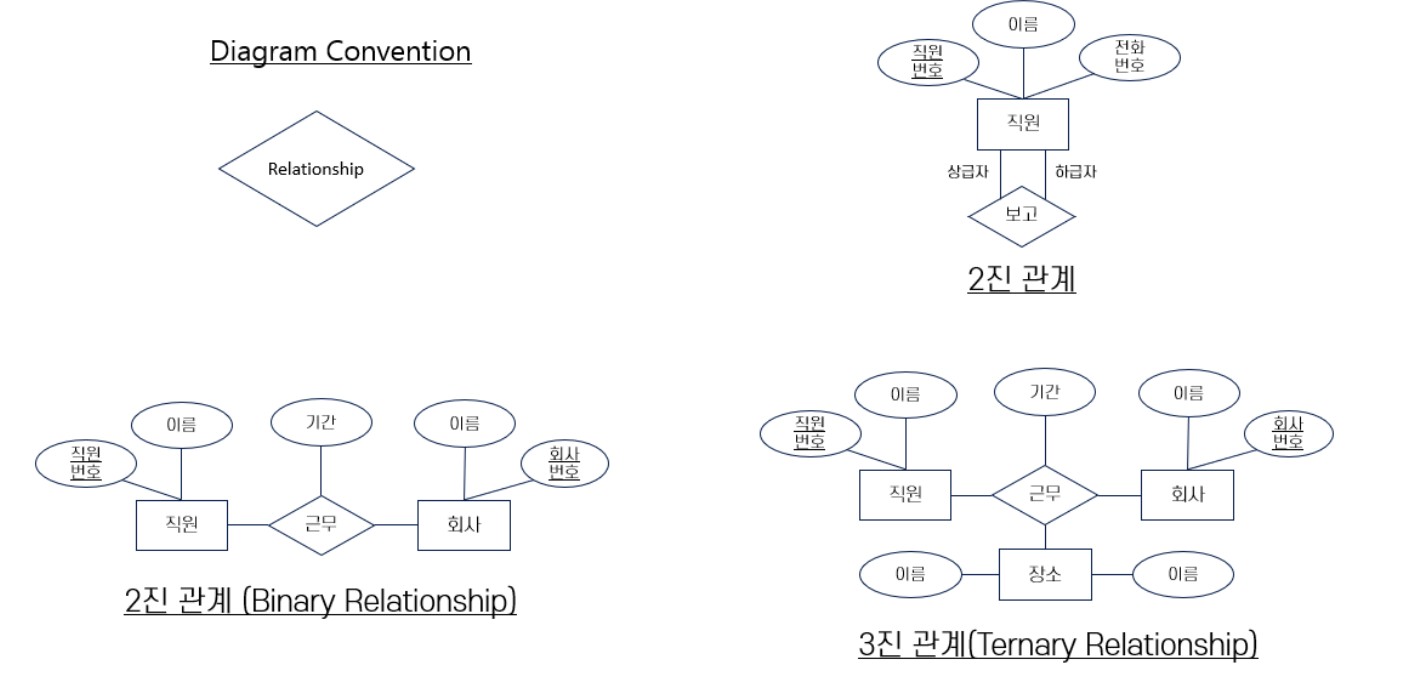 Diagram Convention
Relationship
이름
직원
번호
전화
번호
직원
상급자
하급자
보고
2진 관계
이름
기간
이름
직원
번호
회사
번호
직원
근무
회사
2진 관계 (Binary Relationship)
이름
기간
이름
직원
번호
회사
번호
직원
근무
회사
이름
장소
이름
3진 관계(Ternary Relationship)